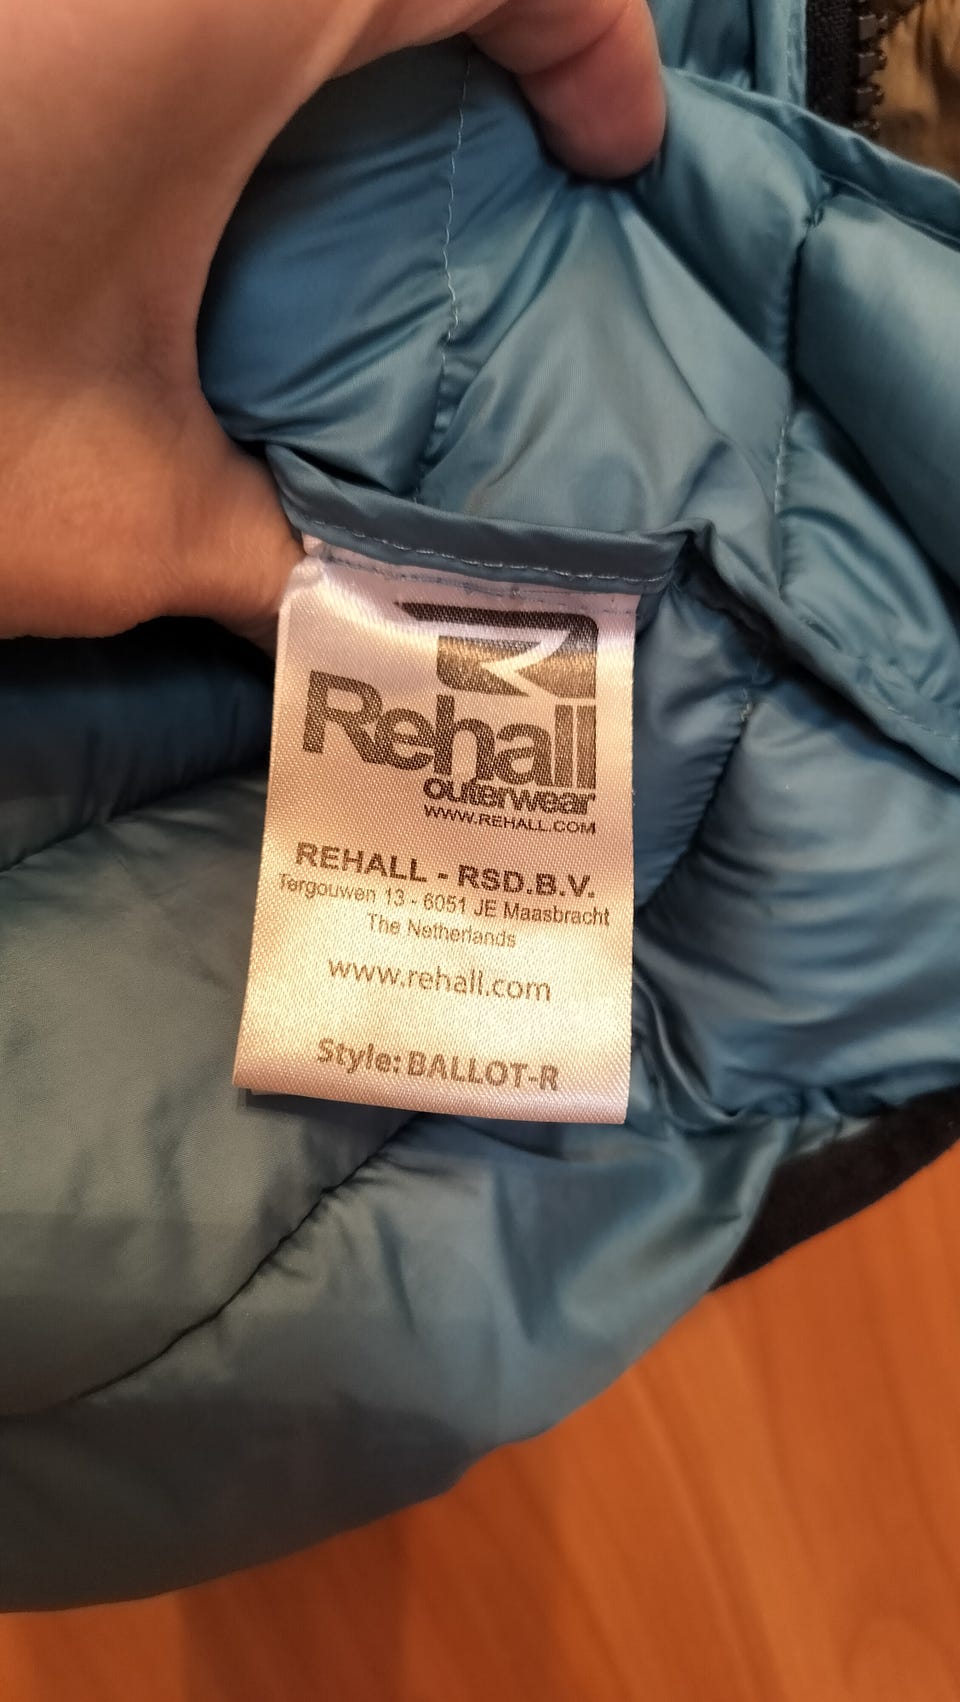 Rehall
outerwear
WWW.REHALL.COM
REHALL - RSD.B.V.
Tergouwen 13 - 6051 JE Maasbracht
The Netherlands
www.rehall.com
Style: BALLOT-R